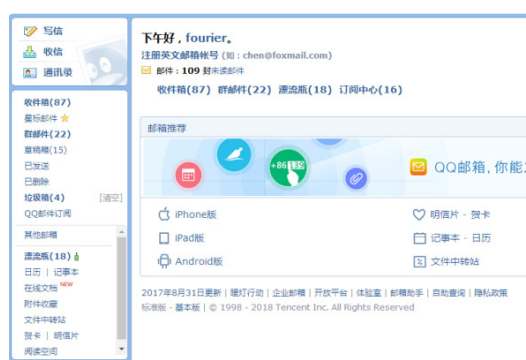 写信
收信
通讯录
收件箱(87)
星标邮件
群邮件(22)
草稿箱(15)
已发送
已删除
垃圾箱(4) [清空]
QQ邮件订阅
其他邮箱
漂流瓶(18)
日历 | 记事本
在线文档 NEW
附件收藏
文件中转站
贺卡 | 明信片
阅读空间
下午好，fourier。
注册英文邮箱帐号 (如：chen@foxmail.com)
邮件：109 封未读邮件
收件箱(87) 群邮件(22) 漂流瓶(18) 订阅中心(16)
邮箱推荐
+86 139
QQ邮箱，你能
iPhone版
明信片 - 贺卡
iPad版
记事本 - 日历
Android版
文件中转站
2017年8月31日更新 | 暖灯行动 | 企业邮箱 | 开放平台 | 体验室 | 邮箱助手 | 自助查询 | 隐私政策
标准版 - 基本版 | © 1998 - 2018 Tencent Inc. All Rights Reserved